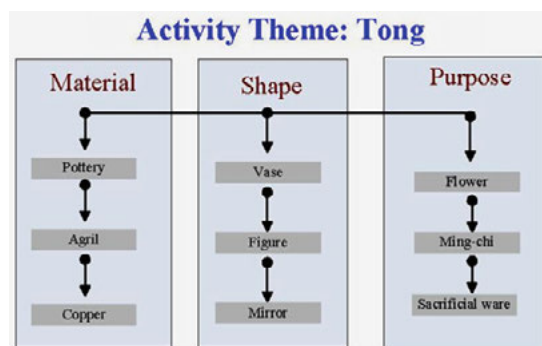 Activity Theme: Tong
Material
Shape
Purpose
Pottery
Vase
Flower
Agril
Figure
Ming-chi
Copper
Mirror
Sacrificial ware